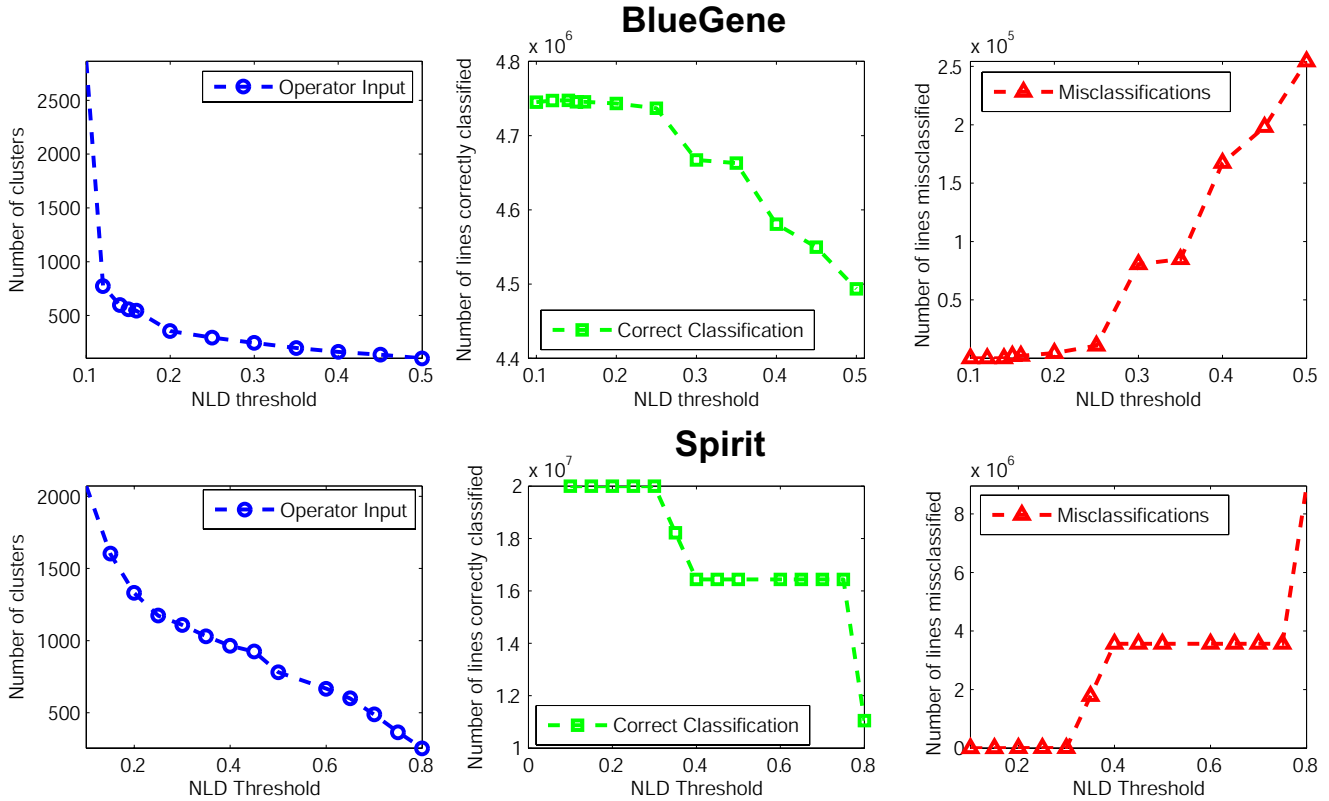 BlueGene
Number of clusters
2500
2000
1500
1000
500
0.1
0.2
0.3
0.4
0.5
NLD threshold
Operator Input
x 10^6
Number of lines correctly classified
4.8
4.7
4.6
4.5
4.4
0.1
0.2
0.3
0.4
0.5
NLD threshold
Correct Classification
x 10^5
Number of lines missclassified
2.5
2
1.5
1
0.5
0.1
0.2
0.3
0.4
0.5
NLD threshold
Misclassifications
Spirit
Number of clusters
2000
1500
1000
500
0.2
0.4
0.6
0.8
NLD Threshold
Operator Input
x 10^7
Number of lines correctly classified
2
1.8
1.6
1.4
1.2
1
0
0.2
0.4
0.6
0.8
NLD Threshold
Correct Classification
x 10^6
Number of lines missclassified
8
6
4
2
0
0.2
0.4
0.6
0.8
NLD Threshold
Misclassifications